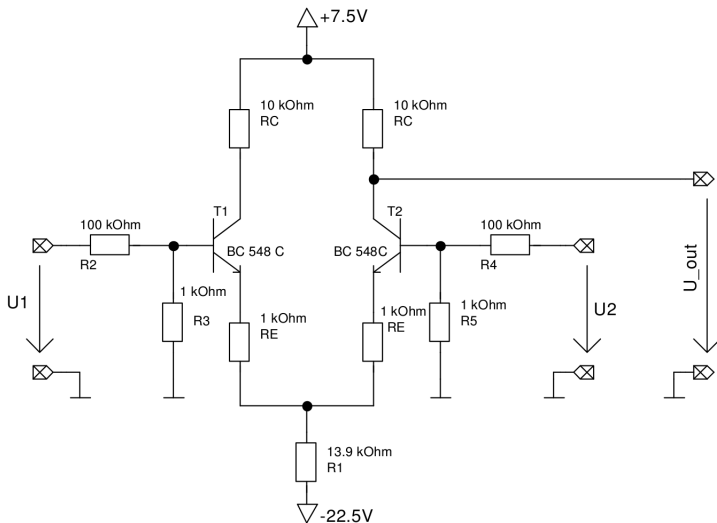 +7.5V
10 kOhm
RC
10 kOhm
RC
T1
T2
100 kOhm
R2
BC 548 C
BC 548C
100 kOhm
R4
U1
1 kOhm
R3
1 kOhm
RE
1 kOhm
RE
1 kOhm
R5
U2
U_out
13.9 kOhm
R1
-22.5V